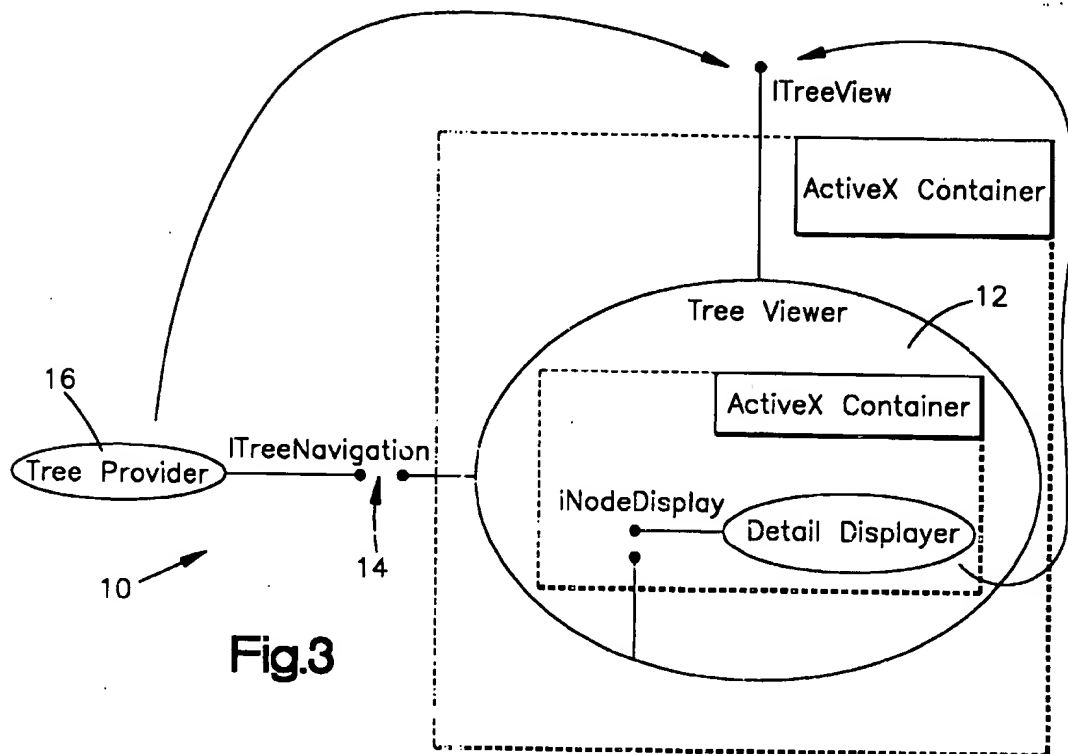 ITreeView
ActiveX Container
Tree Viewer
12
ActiveX Container
16
ITreeNavigation
Tree Provider
iNodeDisplay
Detail Displayer
14
10
Fig.3